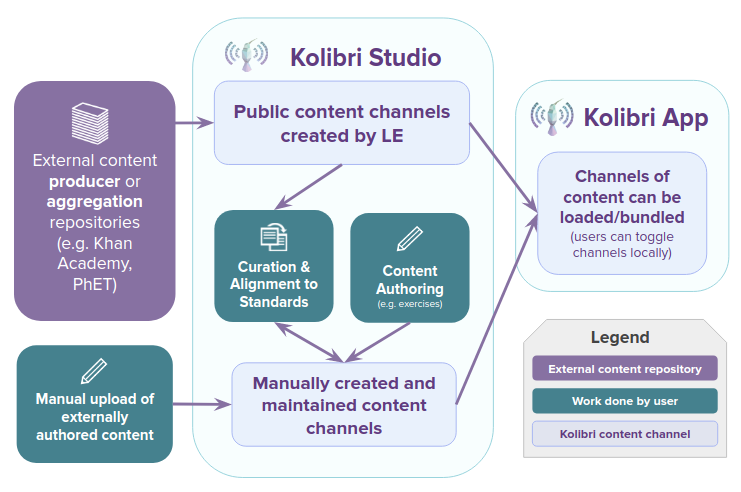 Kolibri Studio
External content
producer or
aggregation
repositories
(e.g. Khan
Academy,
PhET)
Public content channels
created by LE
Kolibri App
Channels of
content can be
loaded/bundled
(users can toggle
channels locally)
Curation &
Alignment to
Standards
Content
Authoring
(e.g. exercises)
Manual upload of
externally
authored content
Manually created and
maintained content
channels
Legend
External content repository
Work done by user
Kolibri content channel